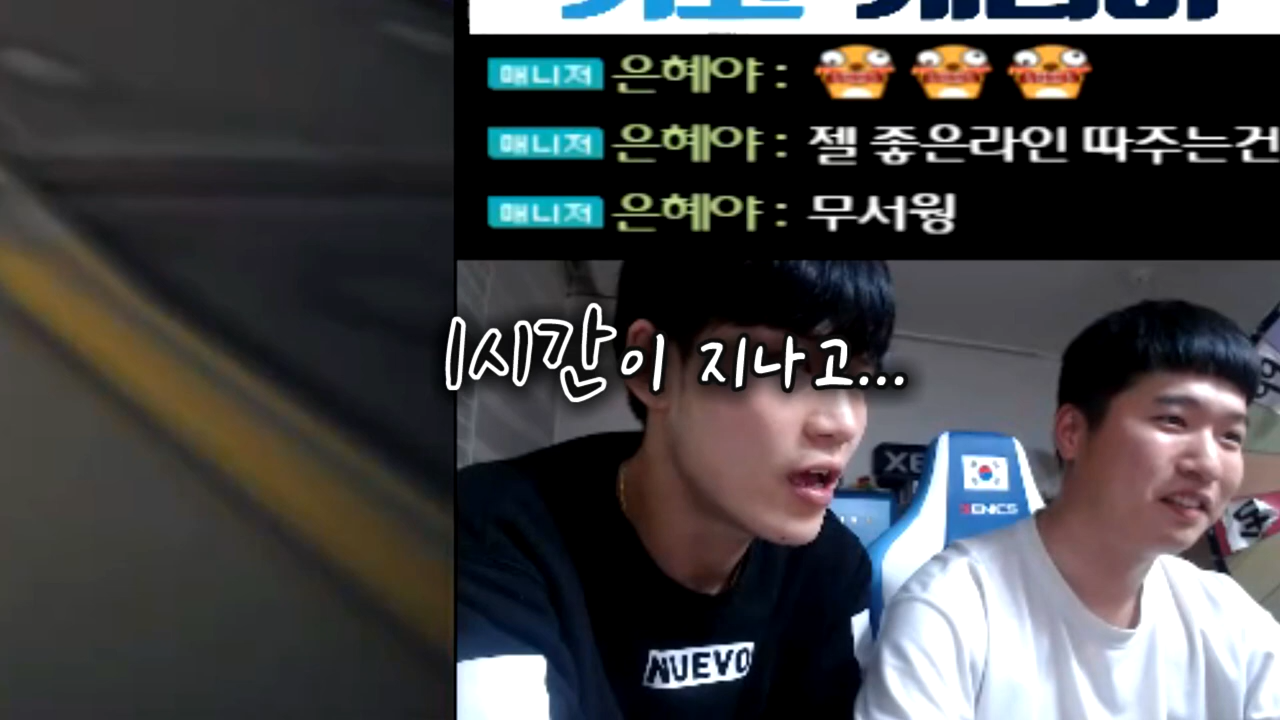 매니저 은혜야 :
매니저 은혜야 : 젤 좋은라인 따주는건
매니저 은혜야 : 무서웡
1시간이 지나고...
XE
XENICS
NUEVO